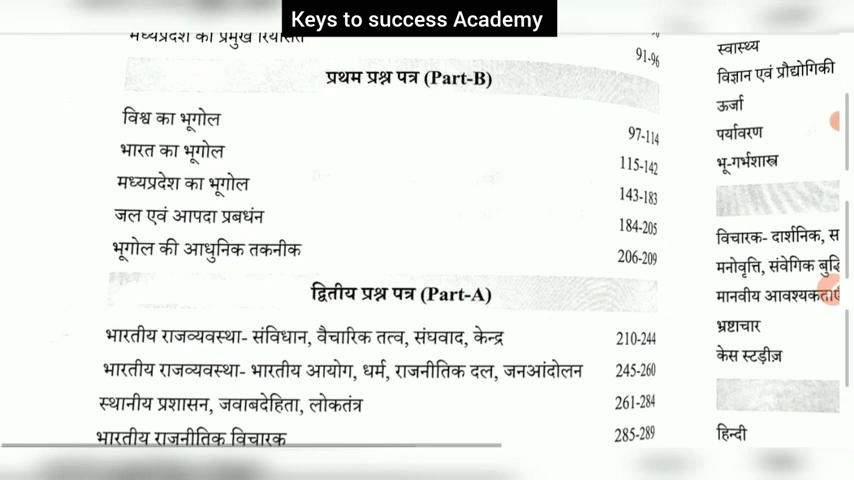 Keys to success Academy
मध्यप्रदेश की प्रमुख रियासतें
91-96
प्रथम प्रश्न पत्र (Part-B)
विश्व का भूगोल 97-114
भारत का भूगोल 115-142
मध्यप्रदेश का भूगोल 143-183
जल एवं आपदा प्रबधंन 184-205
भूगोल की आधुनिक तकनीक 206-209
द्वितीय प्रश्न पत्र (Part-A)
भारतीय राजव्यवस्था- संविधान, वैचारिक तत्व, संघवाद, केन्द्र 210-244
भारतीय राजव्यवस्था- भारतीय आयोग, धर्म, राजनीतिक दल, जनआंदोलन 245-260
स्थानीय प्रशासन, जवाबदेहिता, लोकतंत्र 261-284
भारतीय राजनीतिक विचारक 285-289
स्वास्थ्य
विज्ञान एवं प्रौद्योगिकी
ऊर्जा
पर्यावरण
भू-गर्भशास्त्र
विचारक- दार्शनिक, स
मनोवृत्ति, संवेगिक बुद्धि
मानवीय आवश्यकताएं
भ्रष्टाचार
केस स्टडीज़
हिन्दी